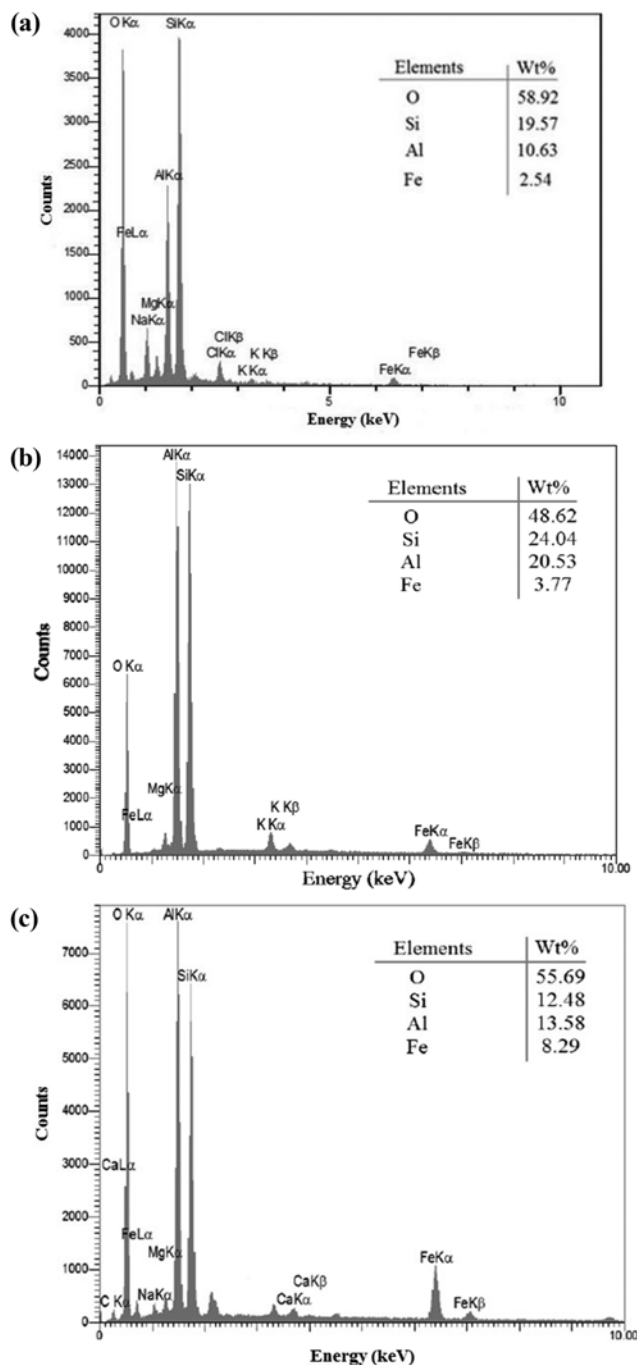 (a)
4000
3500
3000
2500
2000
1500
1000
500
0
Counts
O Kα
SiKα
AlKα
FeLα
MgKα
NaKα
ClKβ
ClKα
K Kβ
K Kα
FeKβ
FeKα
Elements Wt%
O 58.92
Si 19.57
Al 10.63
Fe 2.54
0 5 10
Energy (keV)
(b)
14000
13000
12000
11000
10000
9000
8000
7000
6000
5000
4000
3000
2000
1000
0
Counts
AlKα
SiKα
O Kα
MgKα
FeLα
K Kβ
K Kα
FeKα
FeKβ
Elements Wt%
O 48.62
Si 24.04
Al 20.53
Fe 3.77
10.00
Energy (keV)
(c)
7000
6000
5000
4000
3000
2000
1000
0
Counts
O Kα
AlKα
SiKα
CaLα
FeLα
MgKα
C Kα
NaKα
CaKβ
CaKα
FeKα
FeKβ
Elements Wt%
O 55.69
Si 12.48
Al 13.58
Fe 8.29
10.00
Energy (keV)